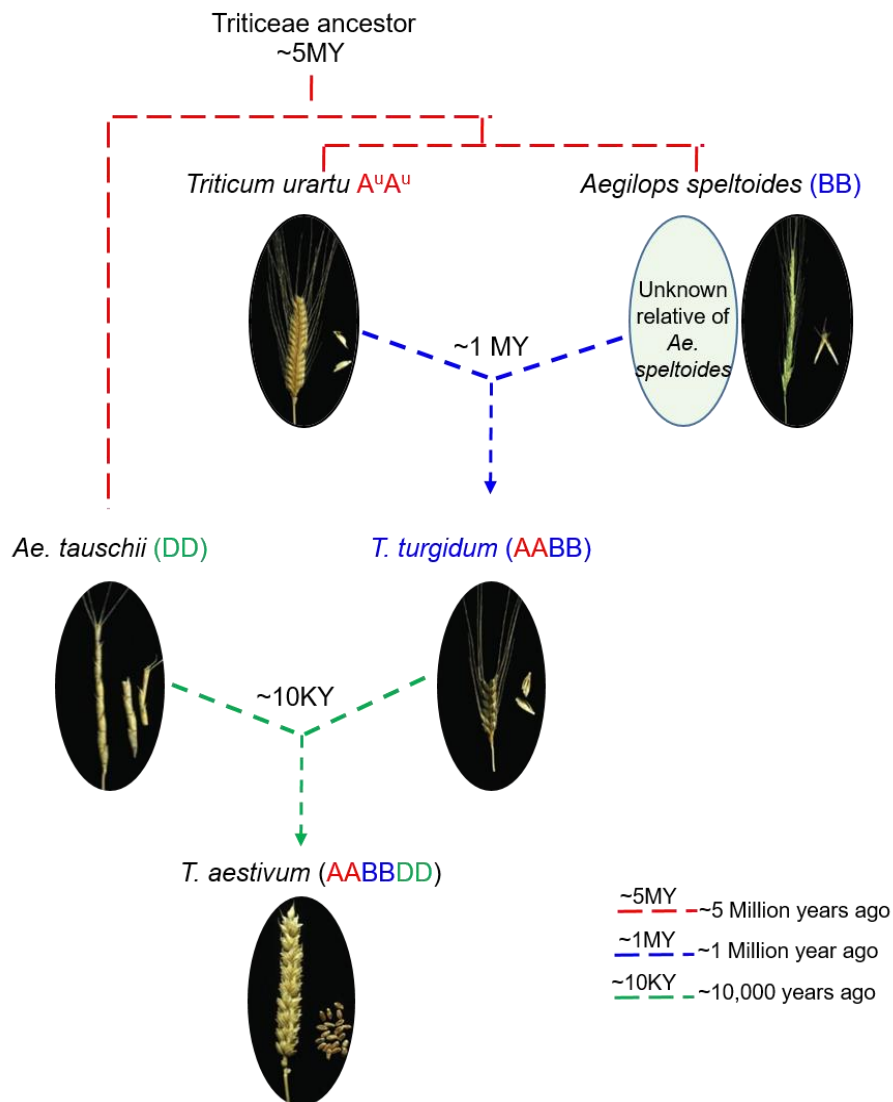 Triticeae ancestor
~5MY
Triticum urartu AᵘAᵘ
Aegilops speltoides (BB)
Unknown
relative of
Ae.
speltoides
~1 MY
Ae. tauschii (DD)
T. turgidum (AABB)
~10KY
T. aestivum (AABBDD)
~5MY
~5 Million years ago
~1MY
~1 Million year ago
~10KY
~10,000 years ago